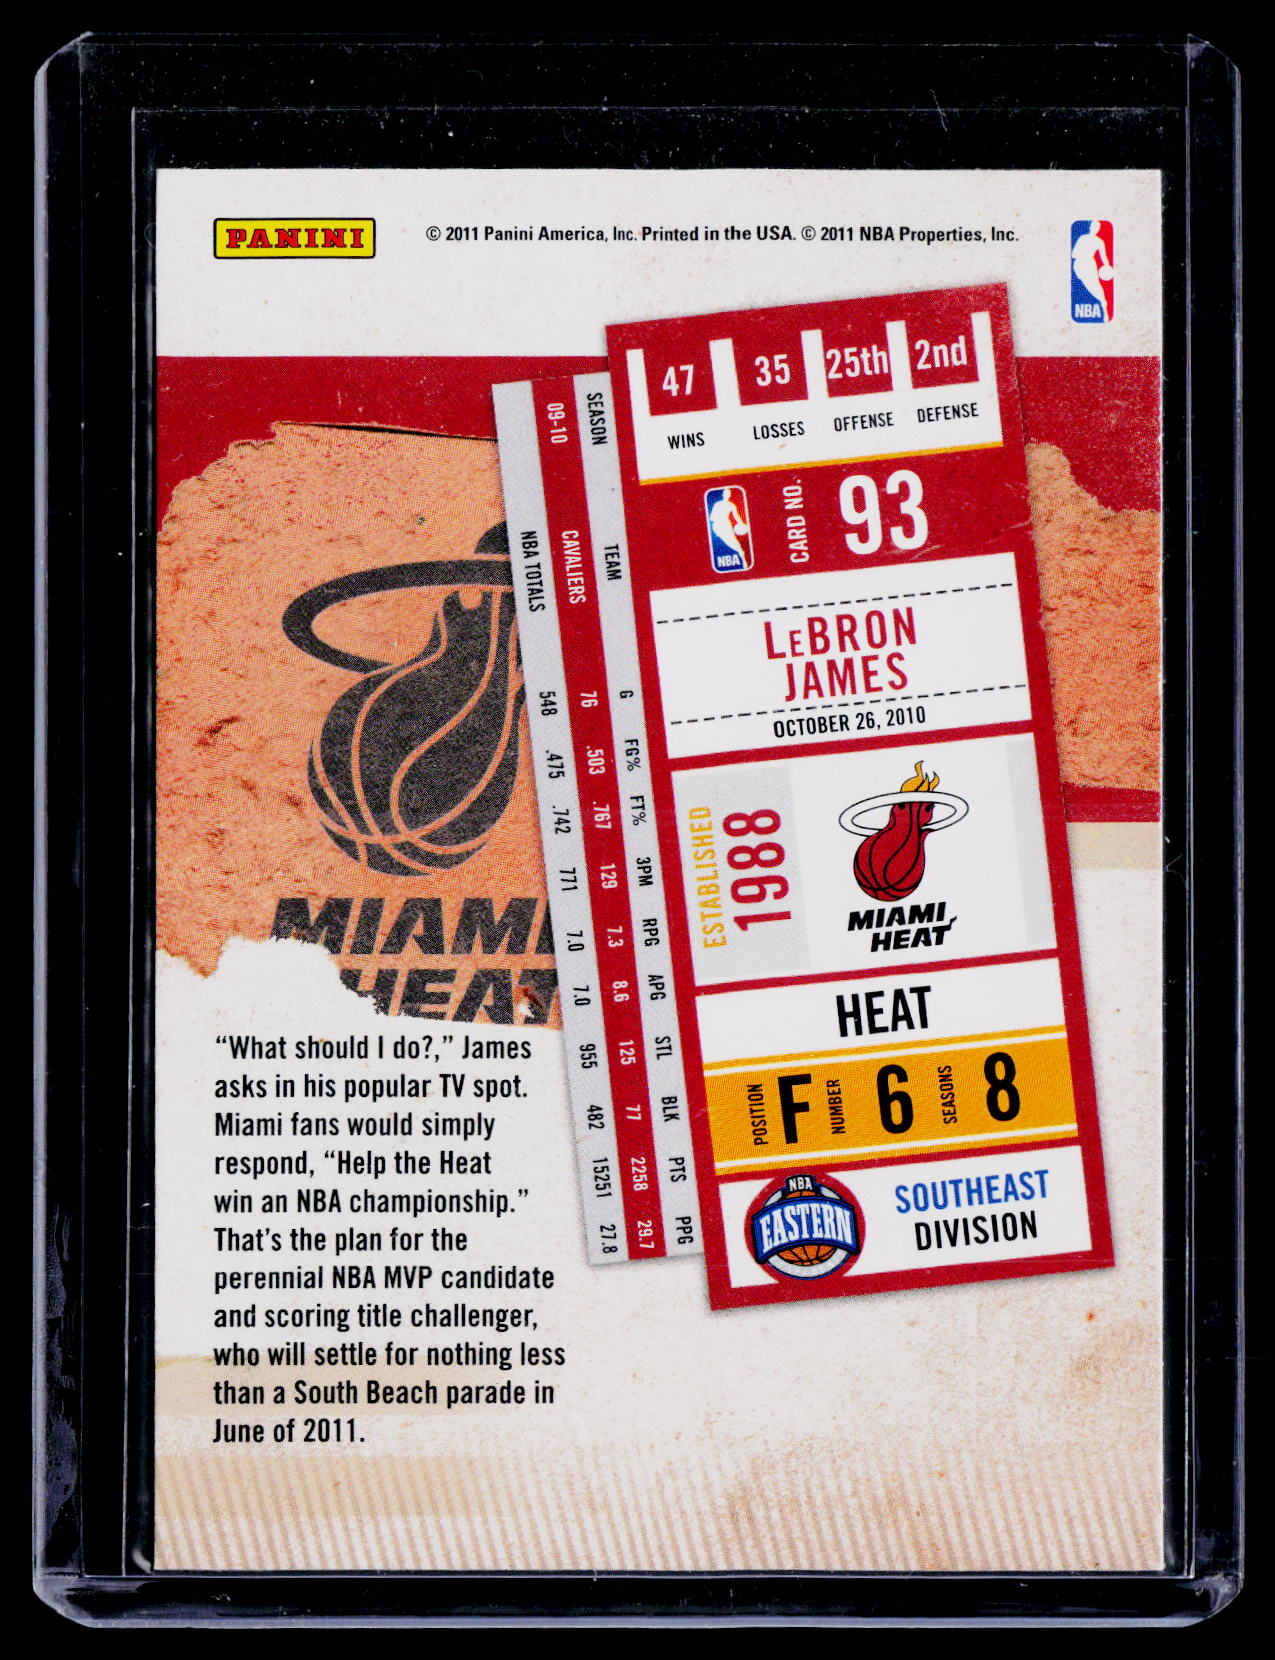 PANINI
© 2011 Panini America, Inc. Printed in the USA. © 2011 NBA Properties, Inc.
NBA
47 35 25th 2nd
WINS LOSSES OFFENSE DEFENSE
NBA
CARD NO. 93
LeBRON
JAMES
OCTOBER 26, 2010
ESTABLISHED
1988
MIAMI
HEAT
HEAT
POSITION F NUMBER 6 SEASONS 8
NBA
EASTERN
SOUTHEAST
DIVISION
SEASON TEAM G FG% FT% 3PM RPG APG STL BLK PTS PPG
09-10 CAVALIERS 76 .503 .767 129 7.3 8.6 125 77 2258 29.7
NBA TOTALS 548 .475 .742 771 7.0 7.0 955 482 15251 27.8
MIAMI
HEAT
“What should I do?,” James
asks in his popular TV spot.
Miami fans would simply
respond, “Help the Heat
win an NBA championship.”
That’s the plan for the
perennial NBA MVP candidate
and scoring title challenger,
who will settle for nothing less
than a South Beach parade in
June of 2011.